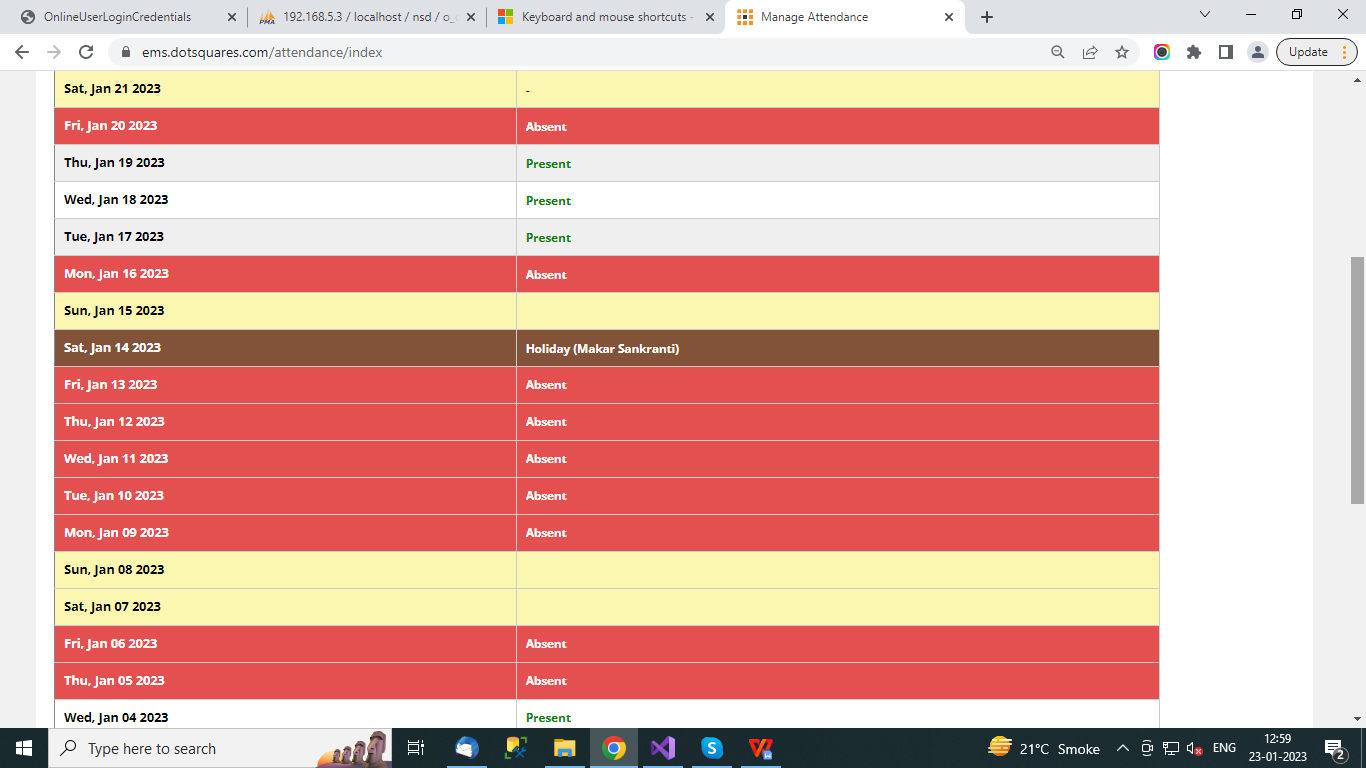 OnlineUserLoginCredentials
192.168.5.3 / localhost / nsd / o_
Keyboard and mouse shortcuts -
Manage Attendance
ems.dotsquares.com/attendance/index
Update
Sat, Jan 21 2023 -
Fri, Jan 20 2023 Absent
Thu, Jan 19 2023 Present
Wed, Jan 18 2023 Present
Tue, Jan 17 2023 Present
Mon, Jan 16 2023 Absent
Sun, Jan 15 2023
Sat, Jan 14 2023 Holiday (Makar Sankranti)
Fri, Jan 13 2023 Absent
Thu, Jan 12 2023 Absent
Wed, Jan 11 2023 Absent
Tue, Jan 10 2023 Absent
Mon, Jan 09 2023 Absent
Sun, Jan 08 2023
Sat, Jan 07 2023
Fri, Jan 06 2023 Absent
Thu, Jan 05 2023 Absent
Wed, Jan 04 2023 Present
Type here to search
21°C Smoke
ENG
12:59
23-01-2023
2